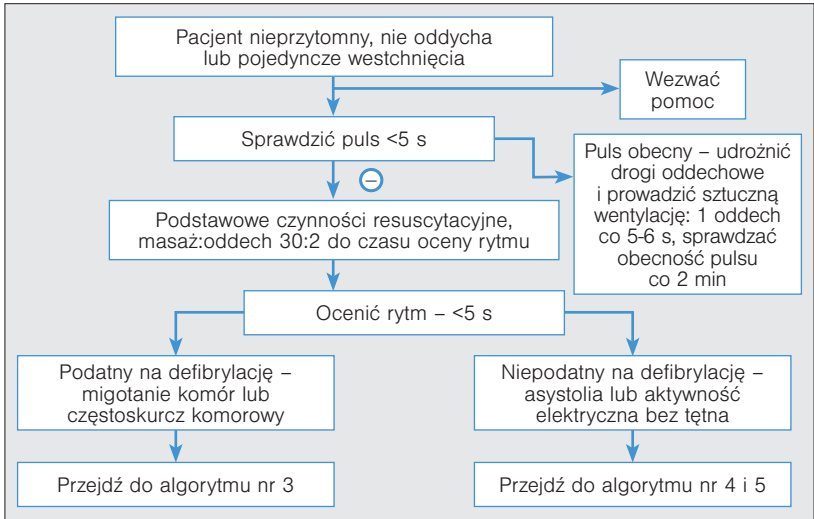 Pacjent nieprzytomny, nie oddycha
lub pojedyncze westchnięcia
Wezwać
pomoc
Sprawdzić puls <5 s
Puls obecny – udrożnić
drogi oddechowe
i prowadzić sztuczną
wentylację: 1 oddech
co 5-6 s, sprawdzać
obecność pulsu
co 2 min
–
Podstawowe czynności resuscytacyjne,
masaż:oddech 30:2 do czasu oceny rytmu
Ocenić rytm – <5 s
Podatny na defibrylację –
migotanie komór lub
częstoskurcz komorowy
Niepodatny na defibrylację –
asystolia lub aktywność
elektryczna bez tętna
Przejdź do algorytmu nr 3
Przejdź do algorytmu nr 4 i 5